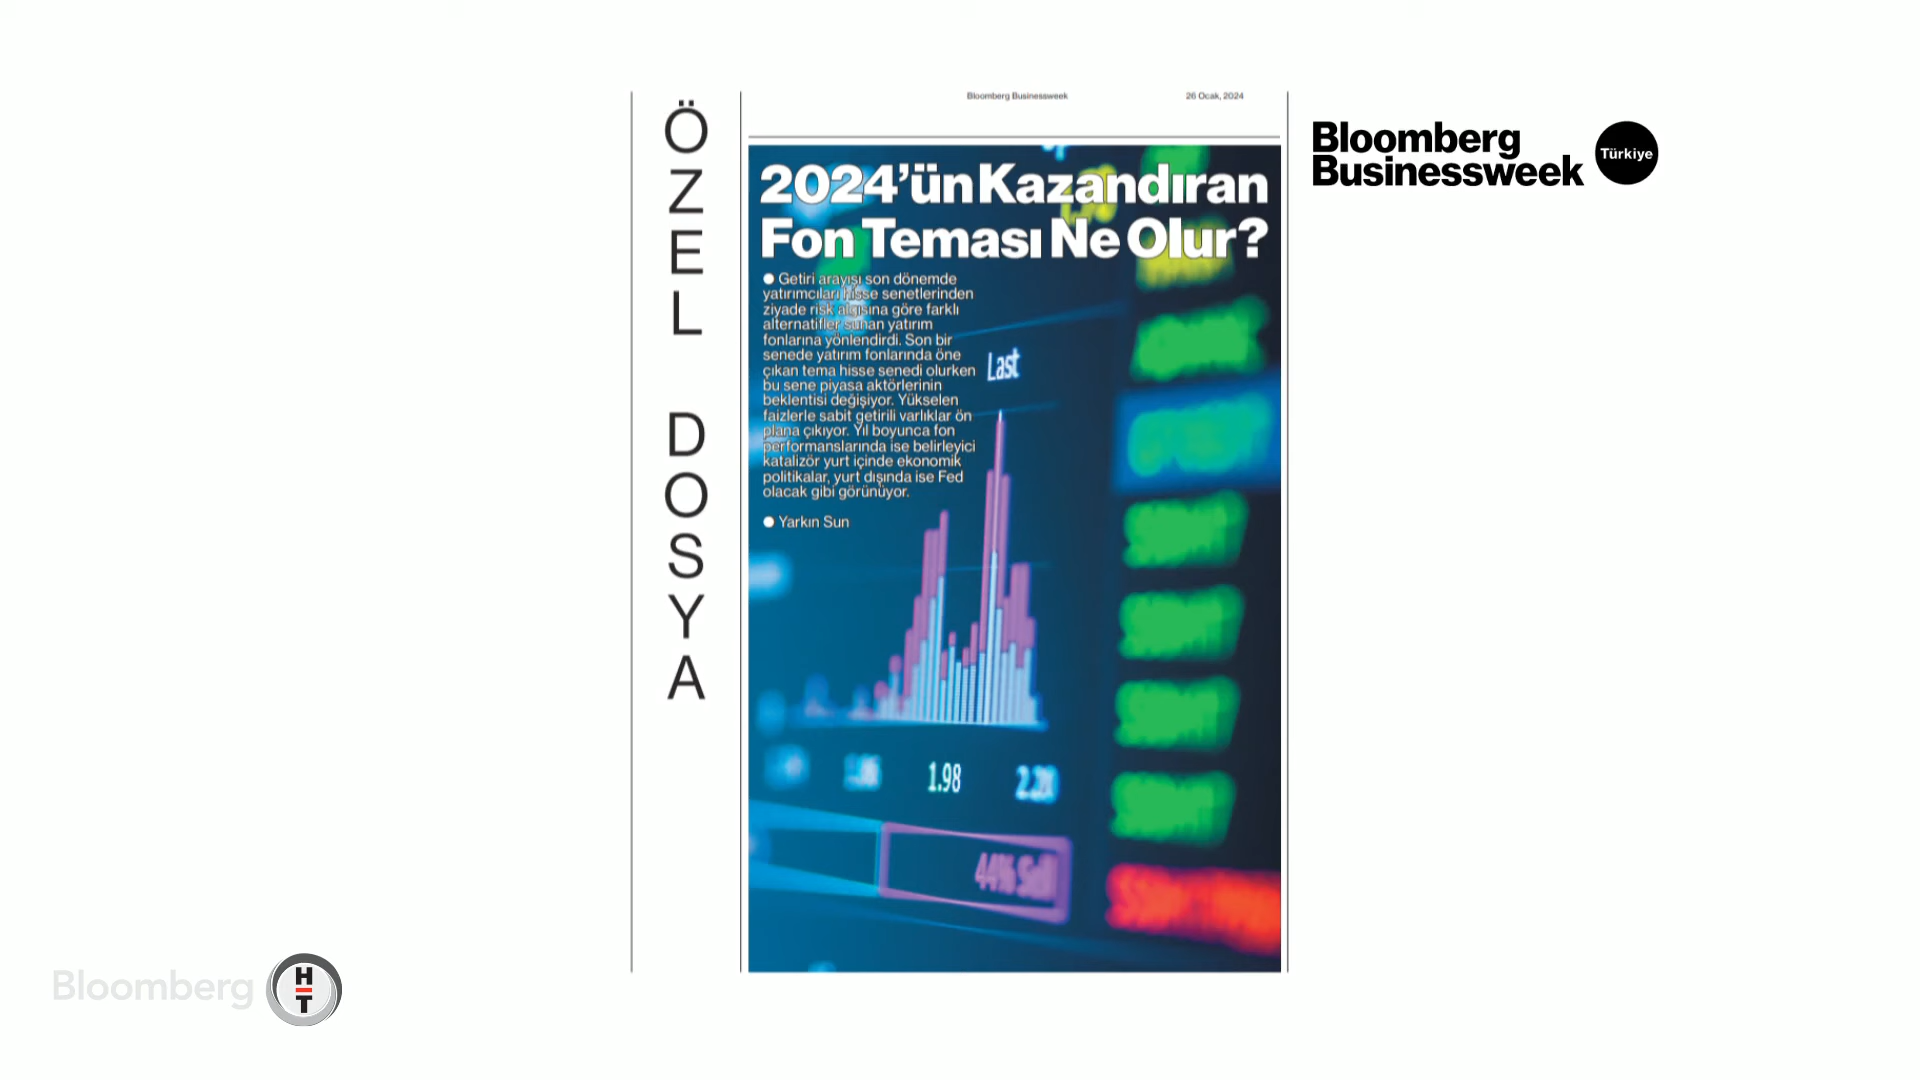 ÖZEL DOSYA
Bloomberg Businessweek
26 Ocak, 2024
2024’ün Kazandıran
Fon Teması Ne Olur?
● Getiri arayışı son dönemde
yatırımcıları hisse senetlerinden
ziyade risk algısına göre farklı
alternatifler sunan yatırım
fonlarına yönlendirdi. Son bir
senede yatırım fonlarında öne
çıkan tema hisse senedi olurken
bu sene piyasa aktörlerinin
beklentisi değişiyor. Yükselen
faizlerle sabit getirili varlıklar ön
plana çıkıyor. Yıl boyunca fon
performanslarında ise belirleyici
katalizör yurt içinde ekonomik
politikalar, yurt dışında ise Fed
olacak gibi görünüyor.
● Yarkın Sun
Last
1.98
44% Sell
Bloomberg
Businessweek
Türkiye
Bloomberg
H
T